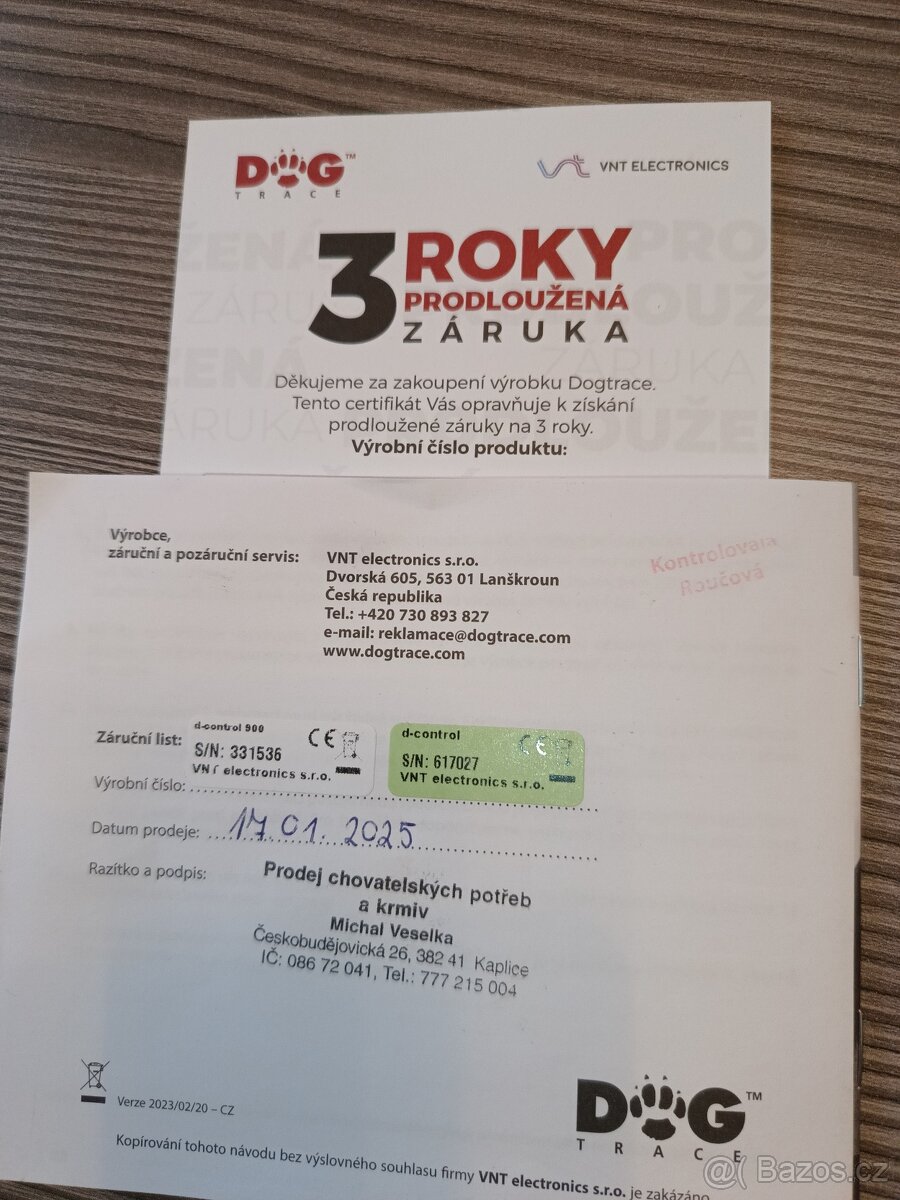 DOG™
TRACE
VNT ELECTRONICS
3 ROKY
PRODLOUŽENÁ
ZÁRUKA
Děkujeme za zakoupení výrobku Dogtrace.
Tento certifikát Vás opravňuje k získání
prodloužené záruky na 3 roky.
Výrobní číslo produktu:
Výrobce,
záruční a pozáruční servis:
VNT electronics s.r.o.
Dvorská 605, 563 01 Lanškroun
Česká republika
Tel.: +420 730 893 827
e-mail: reklamace@dogtrace.com
www.dogtrace.com
Kontrolovala
Roučová
Záruční list:
d-control 900
S/N: 331536
VNT electronics s.r.o.
CE
d-control
S/N: 617027
VNT electronics s.r.o.
CE
Výrobní číslo:
Datum prodeje: 17.01.2025
Razítko a podpis:
Prodej chovatelských potřeb
a krmiv
Michal Veselka
Českobudějovická 26, 382 41 Kaplice
IČ: 086 72 041, Tel.: 777 215 004
Verze 2023/02/20 – CZ
DOG™
TRACE
Kopírování tohoto návodu bez výslovného souhlasu firmy VNT electronics s.r.o. je zakázáno
@( Bazos.cz